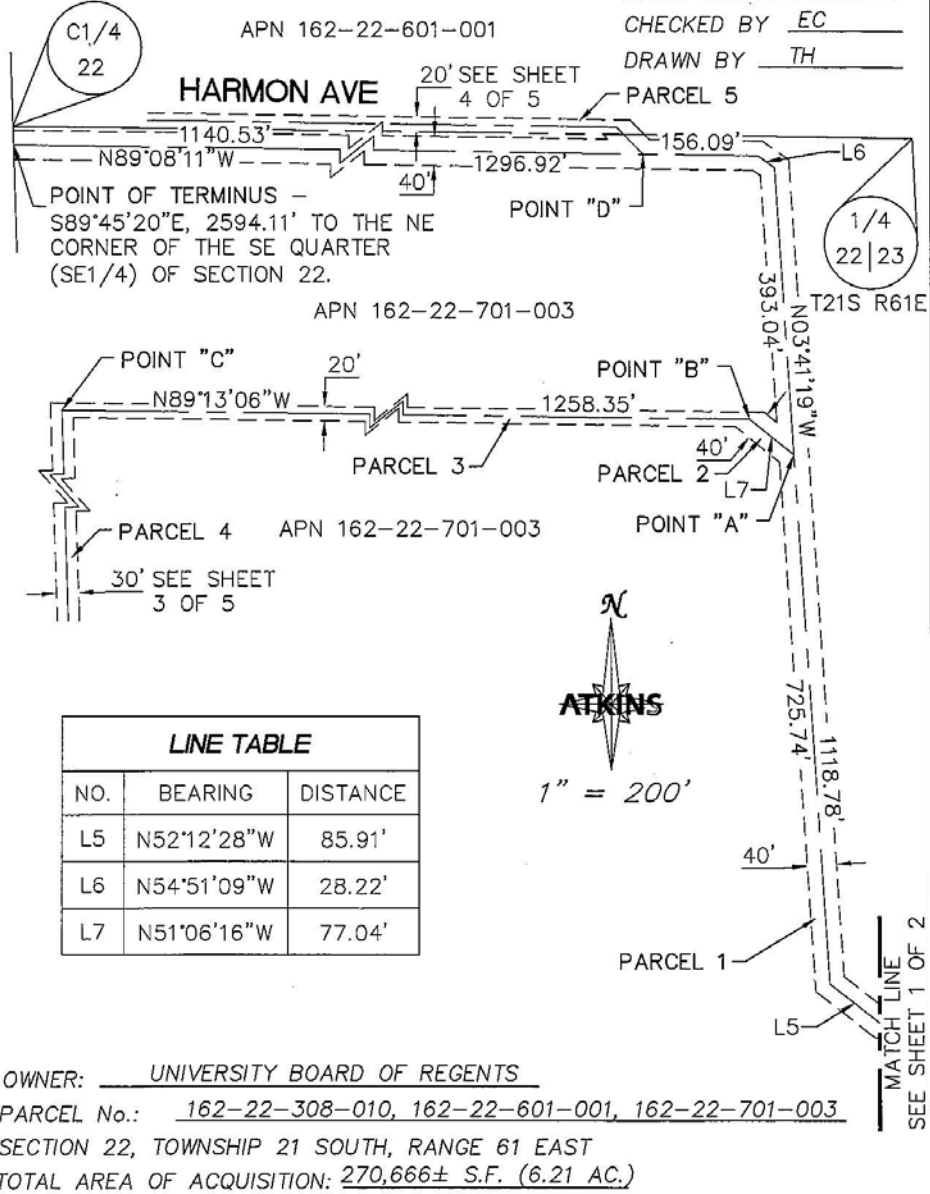 C1/4
22
APN 162-22-601-001
CHECKED BY EC
DRAWN BY TH
HARMON AVE
20' SEE SHEET
4 OF 5
PARCEL 5
1140.53'
N89°08'11"W
40'
1296.92'
156.09'
L6
POINT "D"
POINT OF TERMINUS -
S89°45'20"E, 2594.11' TO THE NE
CORNER OF THE SE QUARTER
(SE1/4) OF SECTION 22.
1/4
22|23
T21S R61E
APN 162-22-701-003
393.04'
N03°41'19"W
POINT "C"
N89°13'06"W
20'
1258.35'
POINT "B"
PARCEL 3
40'
PARCEL 2
L7
POINT "A"
PARCEL 4
APN 162-22-701-003
30' SEE SHEET
3 OF 5
N
ATKINS
1" = 200'
725.74'
1118.78'
40'
PARCEL 1
L5
MATCH LINE
SEE SHEET 1 OF 2
LINE TABLE
NO. BEARING DISTANCE
L5 N52°12'28"W 85.91'
L6 N54°51'09"W 28.22'
L7 N51°06'16"W 77.04'
OWNER: UNIVERSITY BOARD OF REGENTS
PARCEL No.: 162-22-308-010, 162-22-601-001, 162-22-701-003
SECTION 22, TOWNSHIP 21 SOUTH, RANGE 61 EAST
TOTAL AREA OF ACQUISITION: 270,666± S.F. (6.21 AC.)